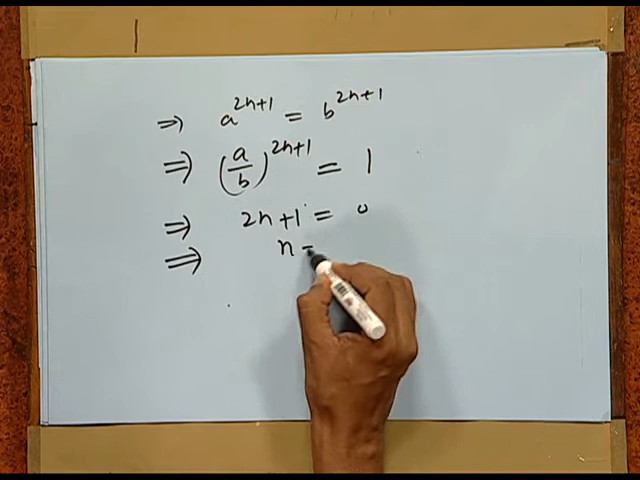 ⇒ a^{2n+1} = b^{2n+1}
⇒ (a/b)^{2n+1} = 1
⇒ 2n+1 = 0
⇒ n =